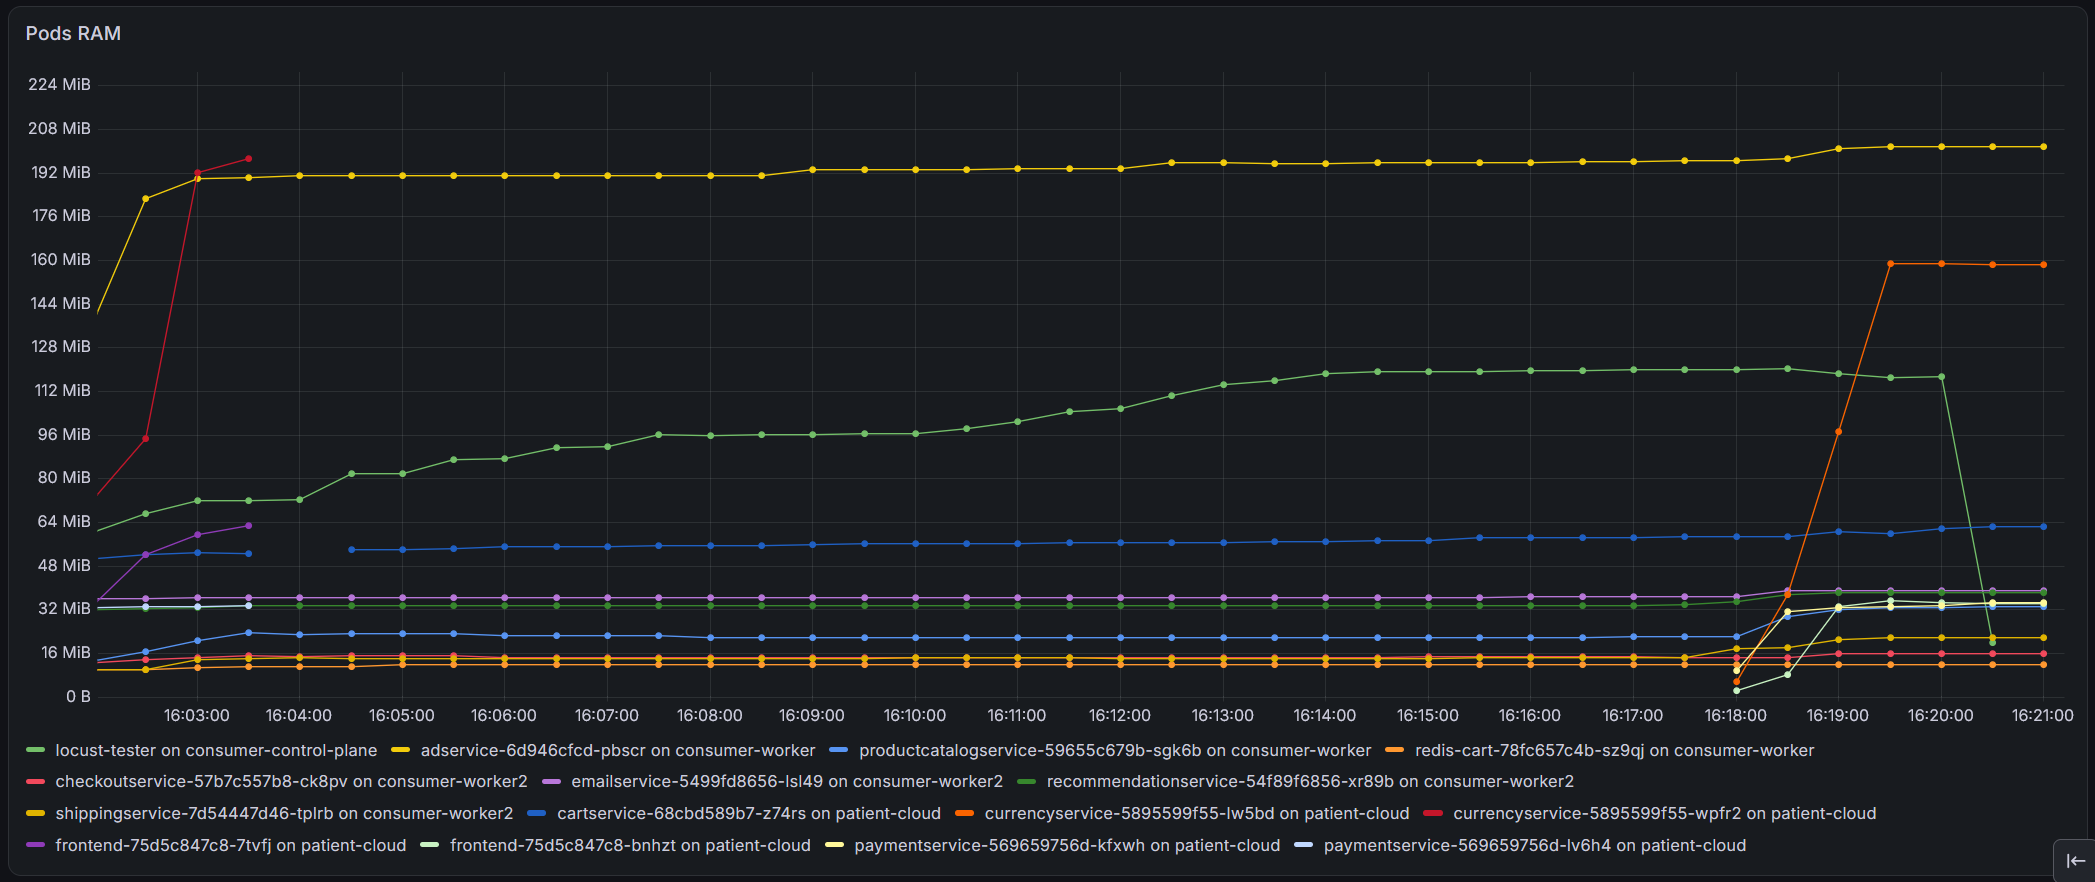 Pods RAM
224 MiB
208 MiB
192 MiB
176 MiB
160 MiB
144 MiB
128 MiB
112 MiB
96 MiB
80 MiB
64 MiB
48 MiB
32 MiB
16 MiB
0 B
16:03:00 16:04:00 16:05:00 16:06:00 16:07:00 16:08:00 16:09:00 16:10:00 16:11:00 16:12:00 16:13:00 16:14:00 16:15:00 16:16:00 16:17:00 16:18:00 16:19:00 16:20:00 16:21:00
locust-tester on consumer-control-plane adservice-6d946cfcd-pbscr on consumer-worker productcatalogservice-59655c679b-sgk6b on consumer-worker redis-cart-78fc657c4b-sz9qj on consumer-worker
checkoutservice-57b7c557b8-ck8pv on consumer-worker2 emailservice-5499fd8656-lsl49 on consumer-worker2 recommendationservice-54f89f6856-xr89b on consumer-worker2
shippingservice-7d54447d46-tplrb on consumer-worker2 cartservice-68cbd589b7-z74rs on patient-cloud currencyservice-5895599f55-lw5bd on patient-cloud currencyservice-5895599f55-wpfr2 on patient-cloud
frontend-75d5c847c8-7tvfj on patient-cloud frontend-75d5c847c8-bnhzt on patient-cloud paymentservice-569659756d-kfxwh on patient-cloud paymentservice-569659756d-lv6h4 on patient-cloud